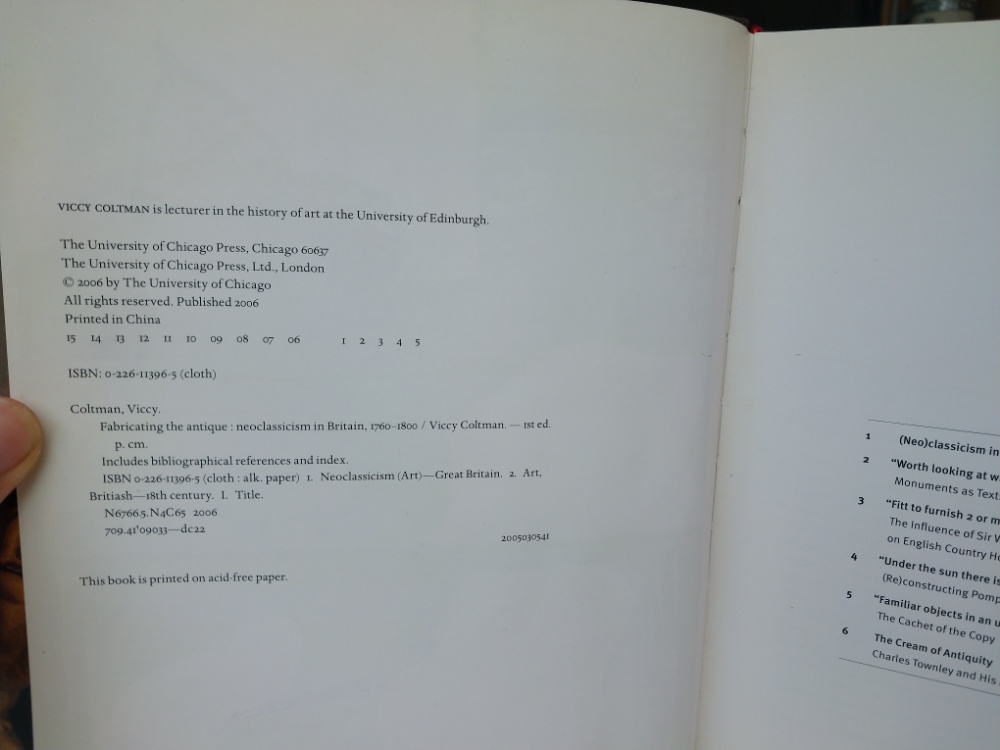 VICCY COLTMAN is lecturer in the history of art at the University of Edinburgh.
The University of Chicago Press, Chicago 60637
The University of Chicago Press, Ltd., London
© 2006 by The University of Chicago
All rights reserved. Published 2006
Printed in China
15 14 13 12 11 10 09 08 07 06 1 2 3 4 5
ISBN: 0-226-11396-5 (cloth)
Coltman, Viccy.
Fabricating the antique : neoclassicism in Britain, 1760–1800 / Viccy Coltman. — 1st ed.
p. cm.
Includes bibliographical references and index.
ISBN 0-226-11396-5 (cloth : alk. paper) 1. Neoclassicism (Art)—Great Britain. 2. Art,
Britiash—18th century. I. Title.
N6766.5.N4C65 2006
709.41'09033—dc22
2005030541
This book is printed on acid-free paper.
1 (Neo)classicism in
2 "Worth looking at
Monuments as Text
3 "Fitt to furnish 2 or
The Influence of Sir
on English Country
4 "Under the sun there is
(Re)constructing
5 "Familiar objects in an
The Cachet of the Copy
6 The Cream of Antiquity
Charles Townley and His